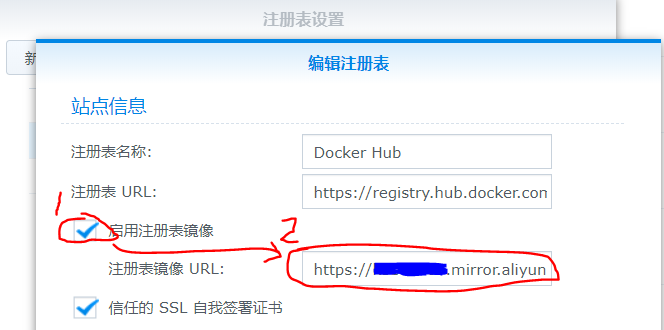 注册表设置
新
编辑注册表
站点信息
注册表名称: Docker Hub
注册表 URL: https://registry.hub.docker.com
1 启用注册表镜像 2
注册表镜像 URL: https:// .mirror.aliyun
信任的 SSL 自我签署证书